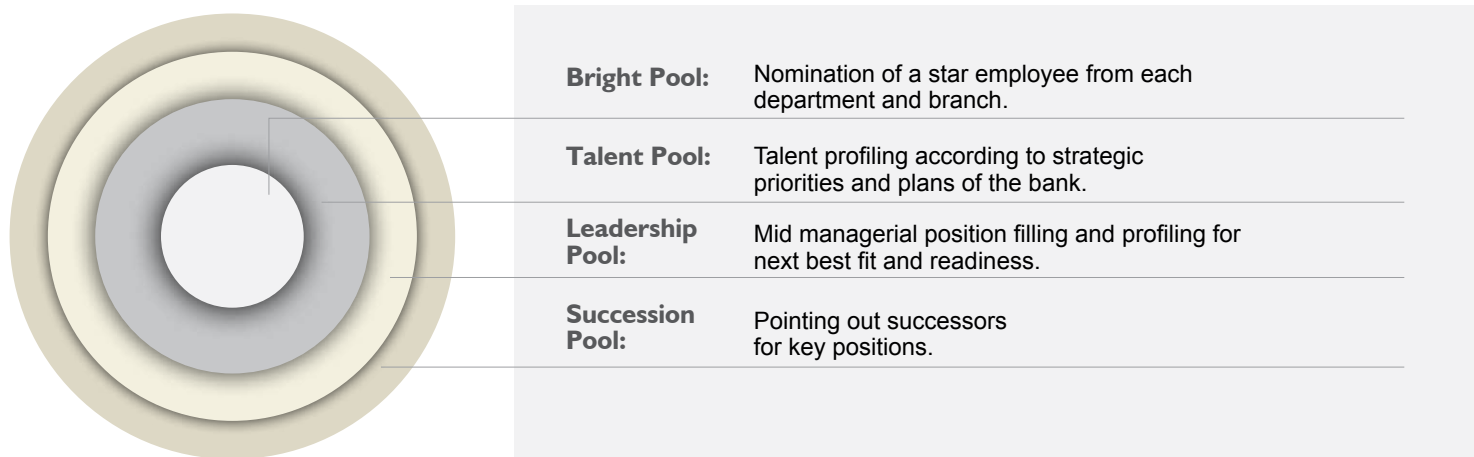 Bright Pool: Nomination of a star employee from each
department and branch.
Talent Pool: Talent profiling according to strategic
priorities and plans of the bank.
Leadership
Pool:
Mid managerial position filling and profiling for
next best fit and readiness.
Succession
Pool:
Pointing out successors
for key positions.